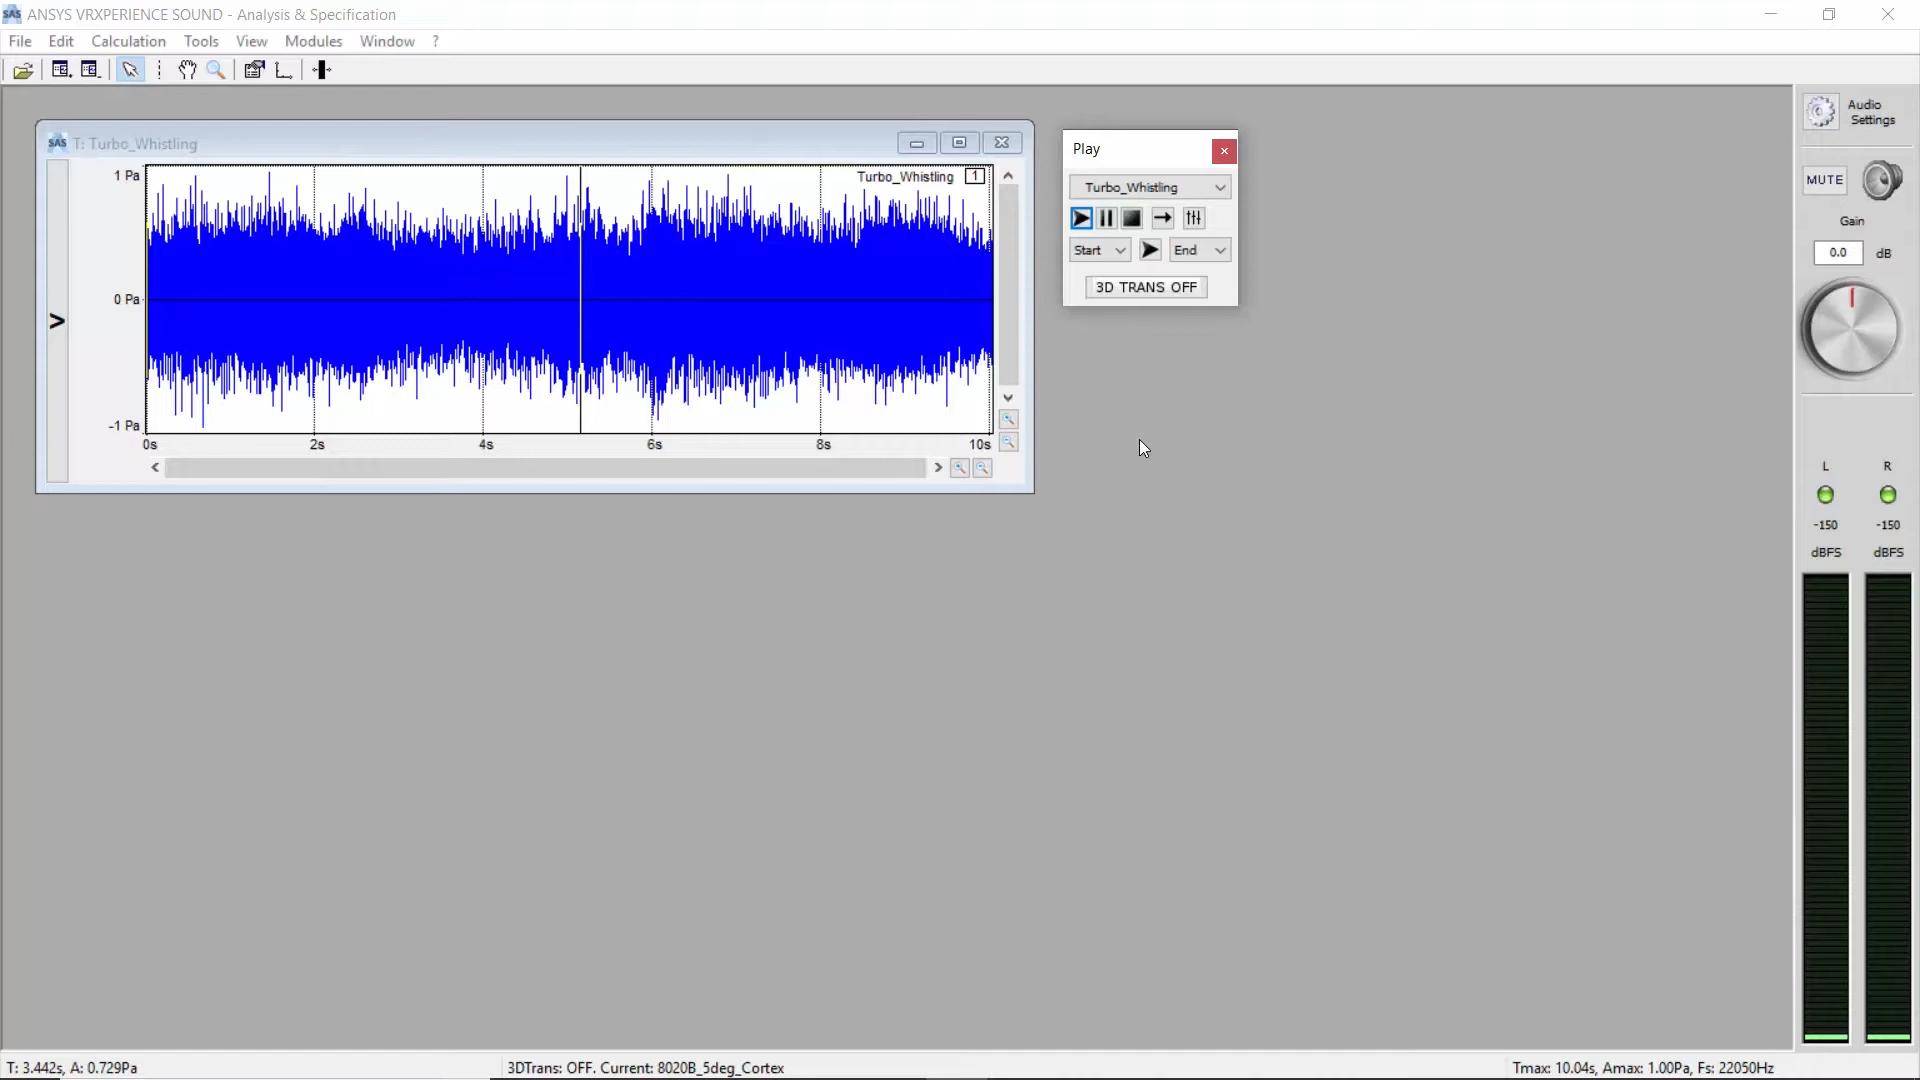 SAS ANSYS VRXPERIENCE SOUND - Analysis & Specification
File Edit Calculation Tools View Modules Window ?
SAS T: Turbo_Whistling
1 Pa
Turbo_Whistling 1
0 Pa
-1 Pa
0s 2s 4s 6s 8s 10s
Play
Turbo_Whistling
Start End
3D TRANS OFF
Audio
Settings
MUTE
Gain
0.0 dB
L R
-150 -150
dBFS dBFS
T: 3.442s, A: 0.729Pa
3DTrans: OFF. Current: 8020B_5deg_Cortex
Tmax: 10.04s, Amax: 1.00Pa, Fs: 22050Hz